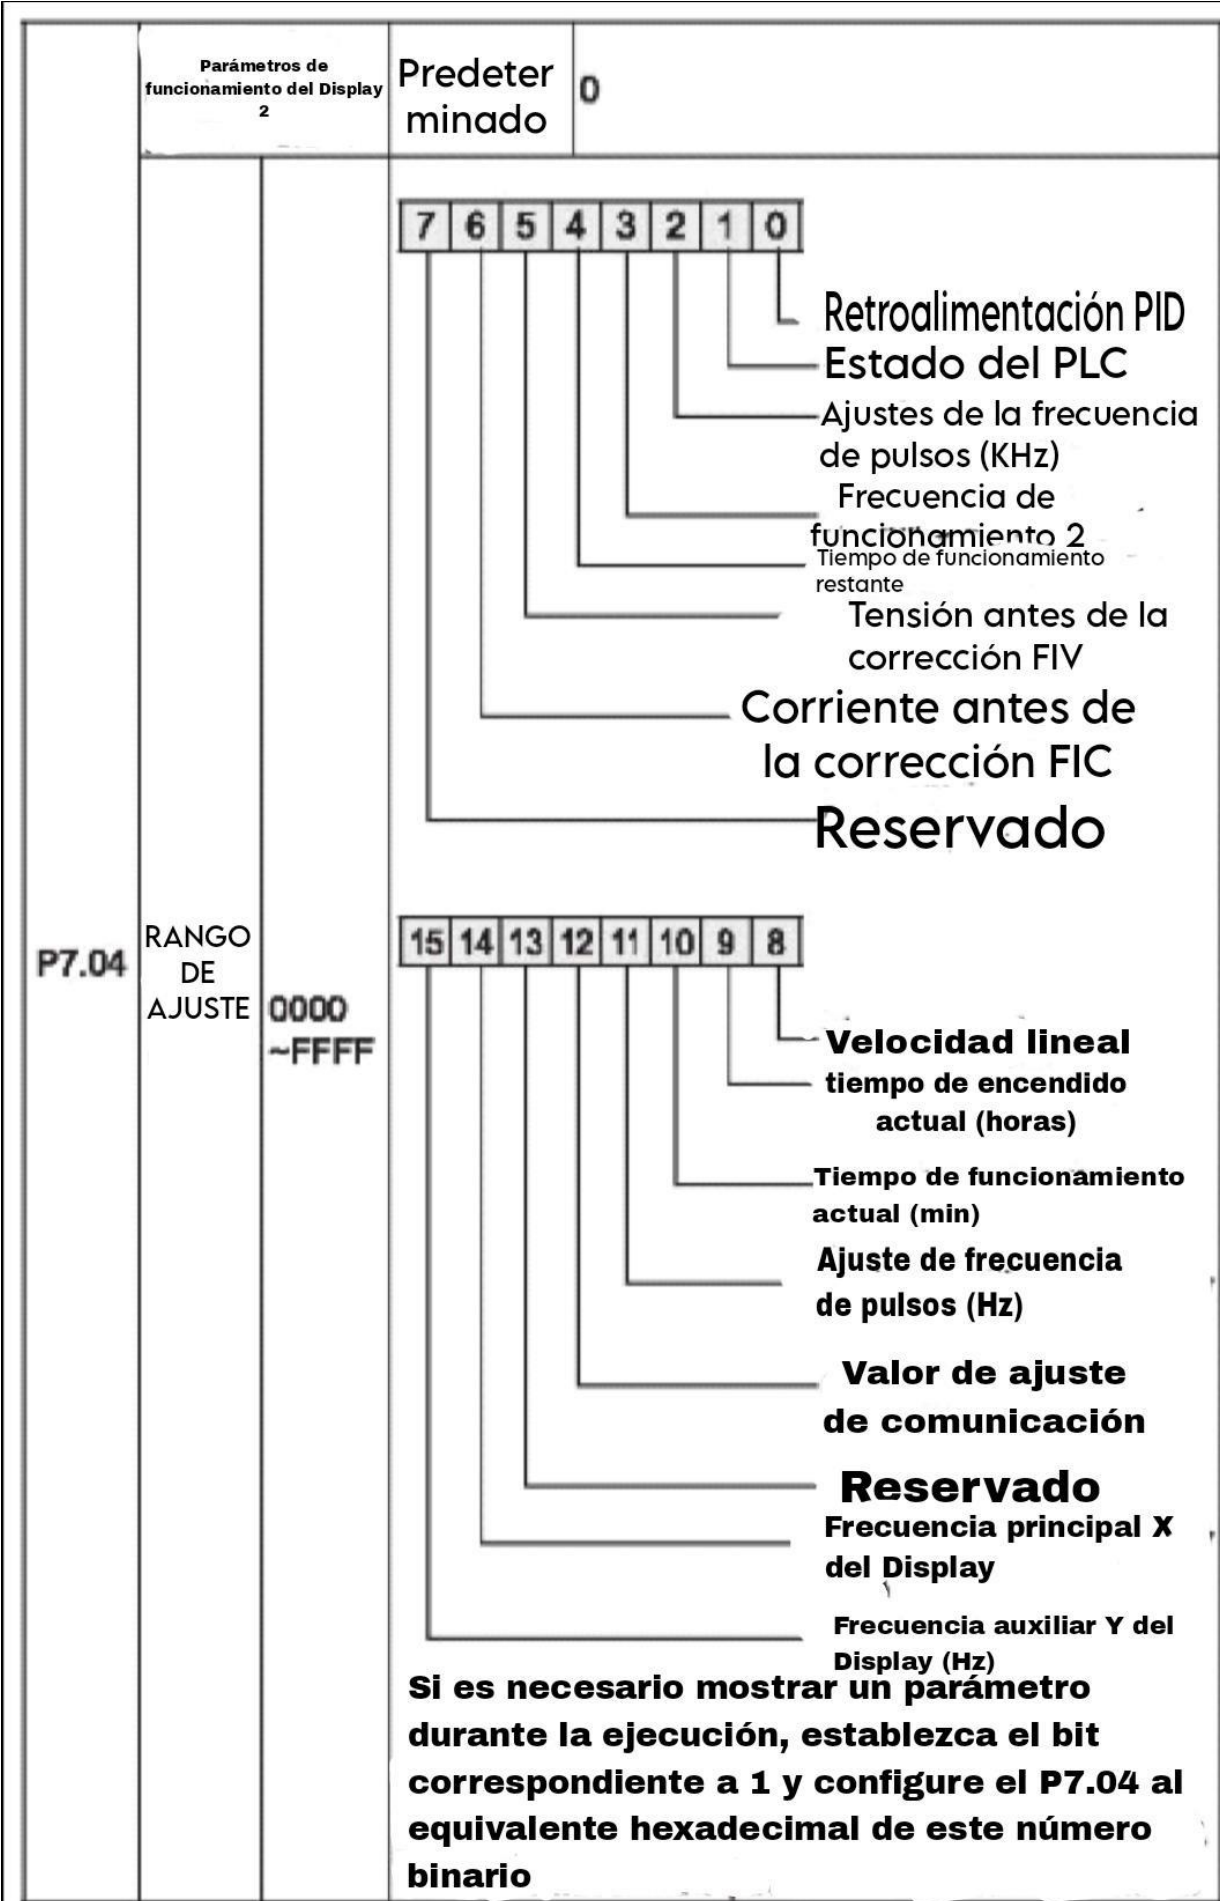 Parámetros de
funcionamiento del Display
2
Predeter
minado
0
7 6 5 4 3 2 1 0
Retroalimentación PID
Estado del PLC
Ajustes de la frecuencia
de pulsos (KHz)
Frecuencia de
funcionamiento 2
Tiempo de funcionamiento
restante
Tensión antes de la
corrección FIV
Corriente antes de
la corrección FIC
Reservado
P7.04
RANGO
DE
AJUSTE
0000
~FFFF
15 14 13 12 11 10 9 8
Velocidad lineal
tiempo de encendido
actual (horas)
Tiempo de funcionamiento
actual (min)
Ajuste de frecuencia
de pulsos (Hz)
Valor de ajuste
de comunicación
Reservado
Frecuencia principal X
del Display
Frecuencia auxiliar Y del
Display (Hz)
Si es necesario mostrar un parámetro
durante la ejecución, establezca el bit
correspondiente a 1 y configure el P7.04 al
equivalente hexadecimal de este número
binario